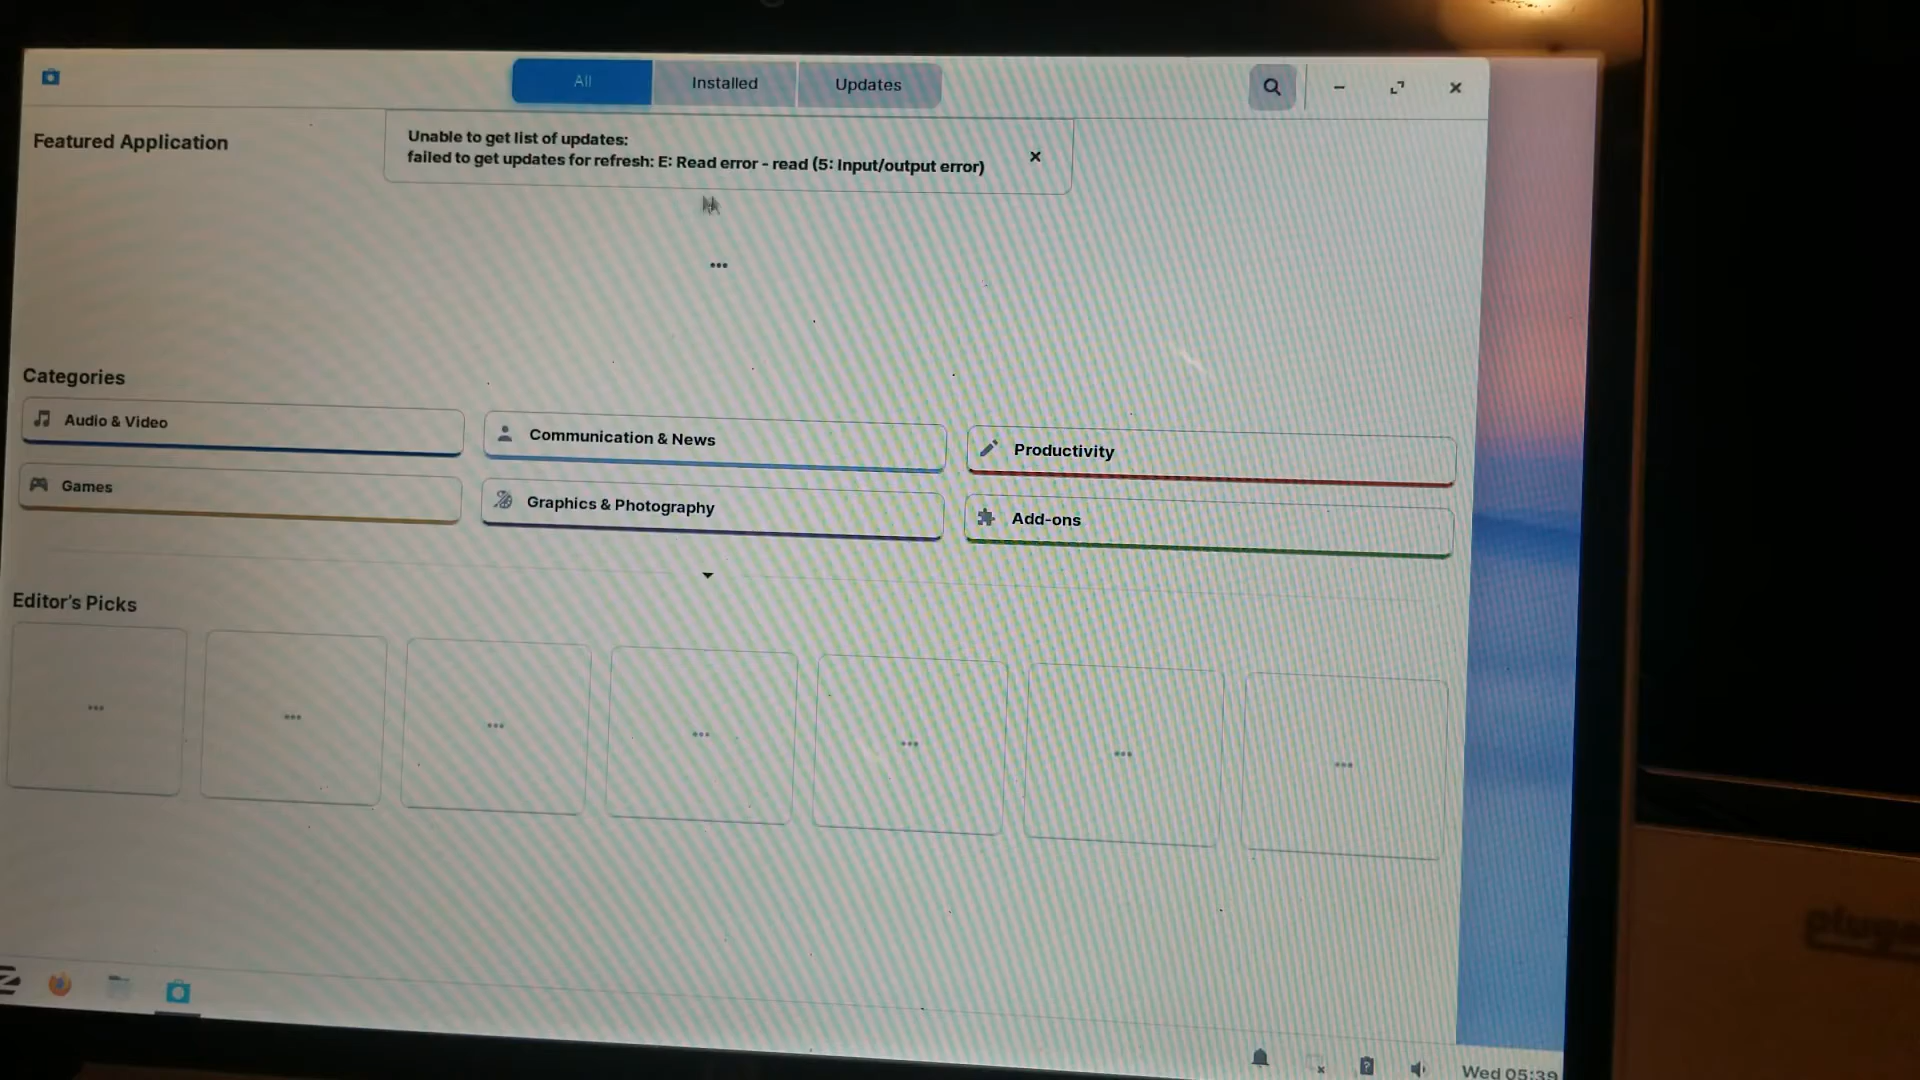 All
Installed
Updates
Featured Application
Unable to get list of updates:
failed to get updates for refresh: E: Read error - read (5: Input/output error)
Categories
Audio & Video
Communication & News
Productivity
Games
Graphics & Photography
Add-ons
Editor's Picks
Wed 05:39